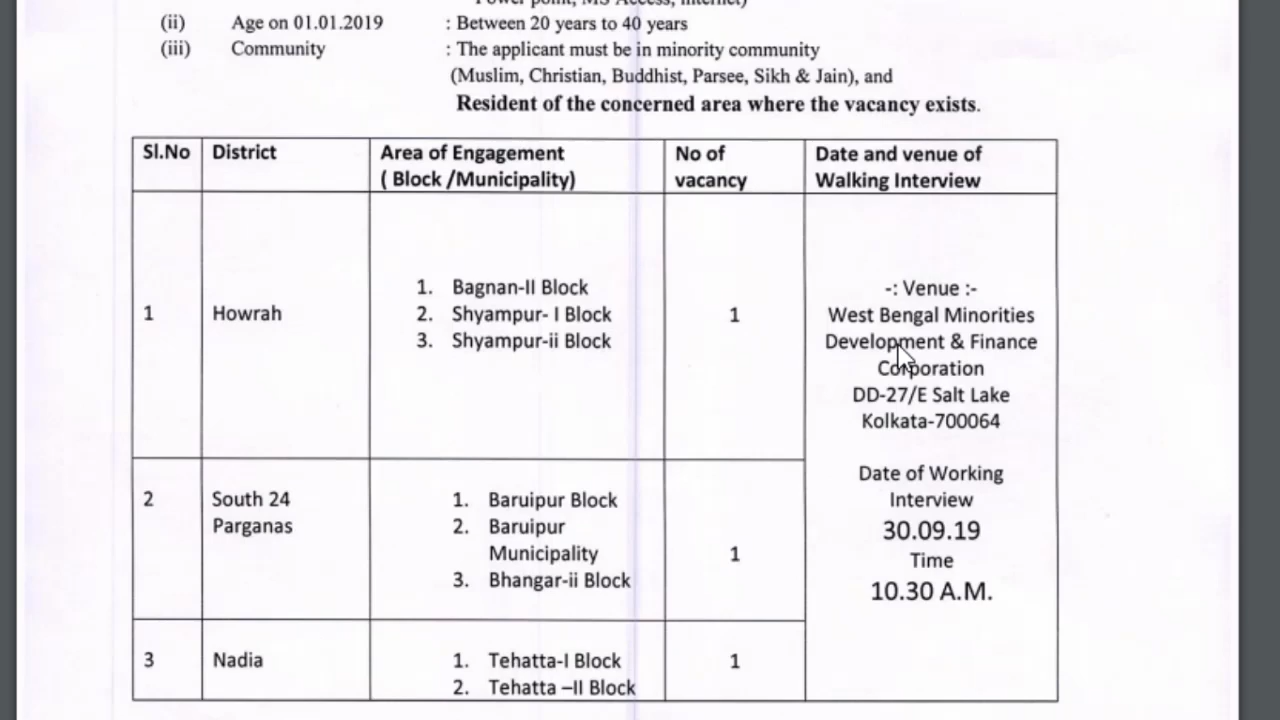 Power point, MS Access, Internet)
(ii) Age on 01.01.2019 : Between 20 years to 40 years
(iii) Community : The applicant must be in minority community
(Muslim, Christian, Buddhist, Parsee, Sikh & Jain), and
Resident of the concerned area where the vacancy exists.
Sl.No District Area of Engagement No of Date and venue of
( Block /Municipality) vacancy Walking Interview
1 Howrah 1. Bagnan-II Block
2. Shyampur- I Block
3. Shyampur-ii Block
1
-: Venue :-
West Bengal Minorities
Development & Finance
Corporation
DD-27/E Salt Lake
Kolkata-700064
Date of Working
Interview
30.09.19
Time
10.30 A.M.
2 South 24
Parganas
1. Baruipur Block
2. Baruipur
Municipality
3. Bhangar-ii Block
1
3 Nadia 1. Tehatta-I Block
2. Tehatta –II Block
1